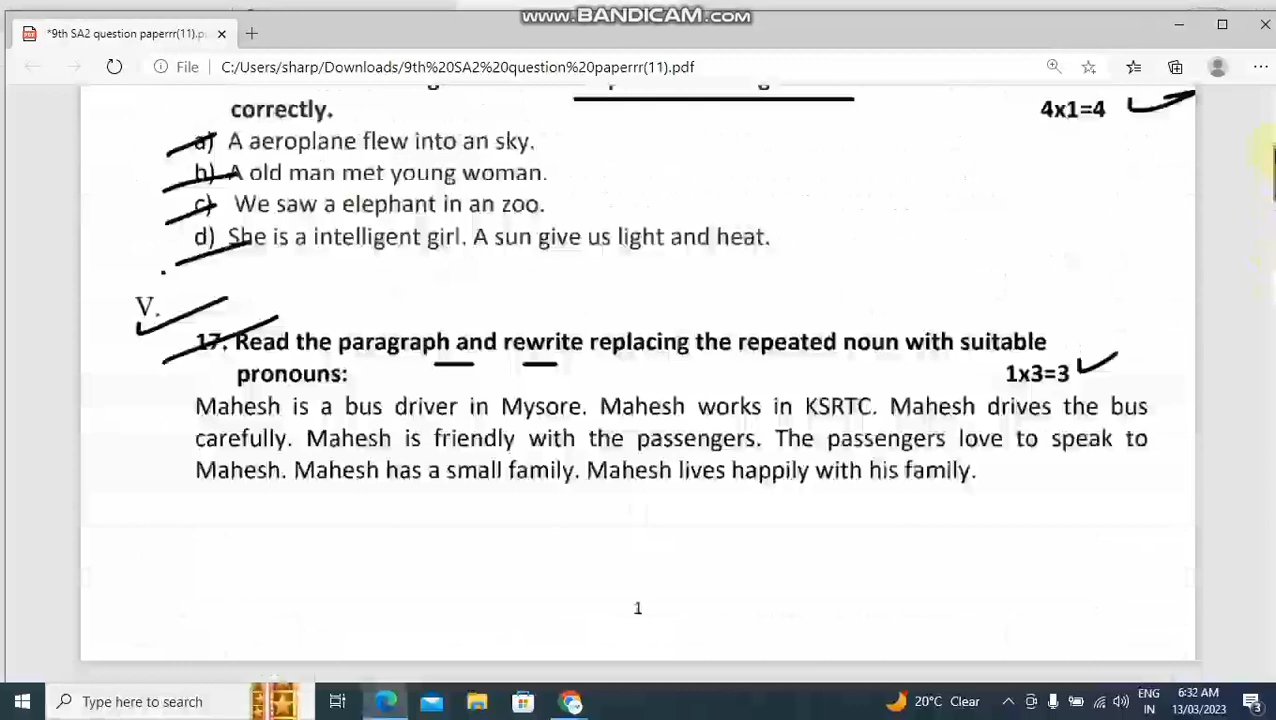 www.BANDICAM.com
*9th SA2 question paperrr(11).p
File C:/Users/sharp/Downloads/9th%20SA2%20question%20paperrr(11).pdf
correctly. 4x1=4
a) A aeroplane flew into an sky.
b) A old man met young woman.
c) We saw a elephant in an zoo.
d) She is a intelligent girl. A sun give us light and heat.
V.
17. Read the paragraph and rewrite replacing the repeated noun with suitable
pronouns: 1x3=3
Mahesh is a bus driver in Mysore. Mahesh works in KSRTC. Mahesh drives the bus
carefully. Mahesh is friendly with the passengers. The passengers love to speak to
Mahesh. Mahesh has a small family. Mahesh lives happily with his family.
1
Type here to search
20°C Clear
ENG
IN
6:32 AM
13/03/2023
3